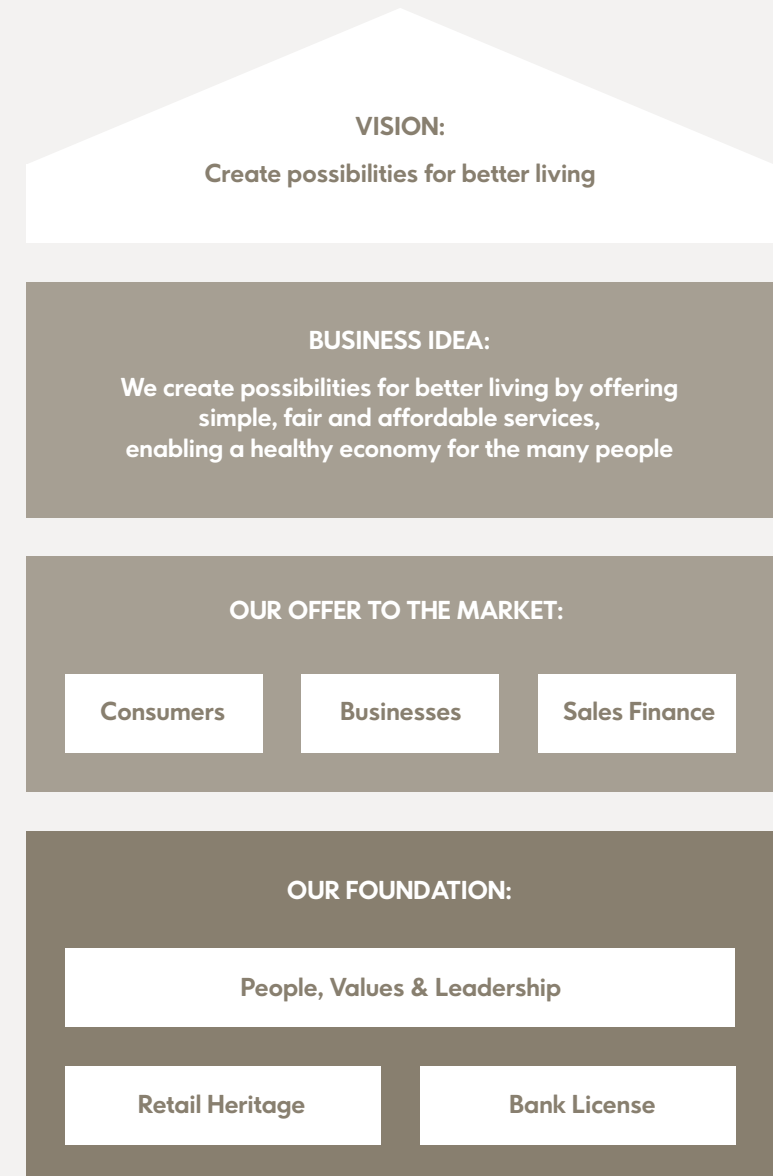 VISION:
Create possibilities for better living
BUSINESS IDEA:
We create possibilities for better living by offering
simple, fair and affordable services,
enabling a healthy economy for the many people
OUR OFFER TO THE MARKET:
Consumers
Businesses
Sales Finance
OUR FOUNDATION:
People, Values & Leadership
Retail Heritage
Bank License